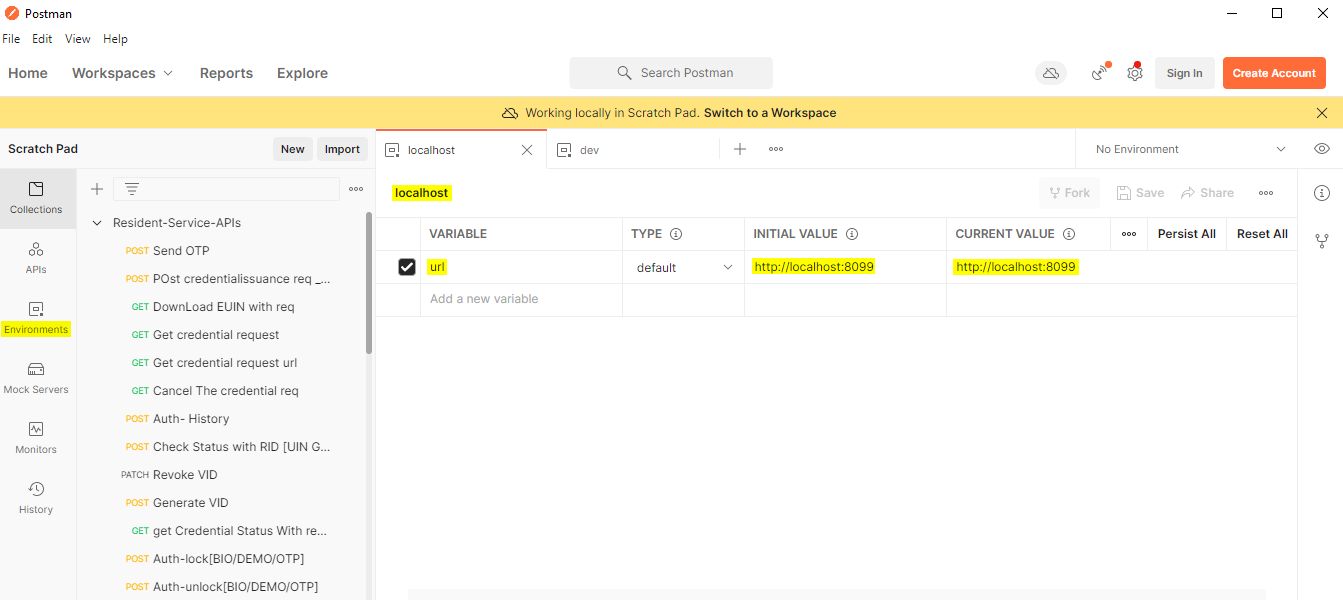 Postman
File Edit View Help
Home Workspaces Reports Explore Search Postman Sign In Create Account
Working locally in Scratch Pad. Switch to a Workspace
Scratch Pad New Import localhost dev No Environment
localhost Fork Save Share
Collections
APIs
Environments
Mock Servers
Monitors
History
Resident-Service-APIs
POST Send OTP
POST POst credentialissuance req _...
GET DownLoad EUIN with req
GET Get credential request
GET Get credential request url
GET Cancel The credential req
POST Auth- History
POST Check Status with RID [UIN G...
PATCH Revoke VID
POST Generate VID
GET get Credential Status With re...
POST Auth-lock[BIO/DEMO/OTP]
POST Auth-unlock[BIO/DEMO/OTP]
VARIABLE TYPE INITIAL VALUE CURRENT VALUE Persist All Reset All
url default http://localhost:8099 http://localhost:8099
Add a new variable